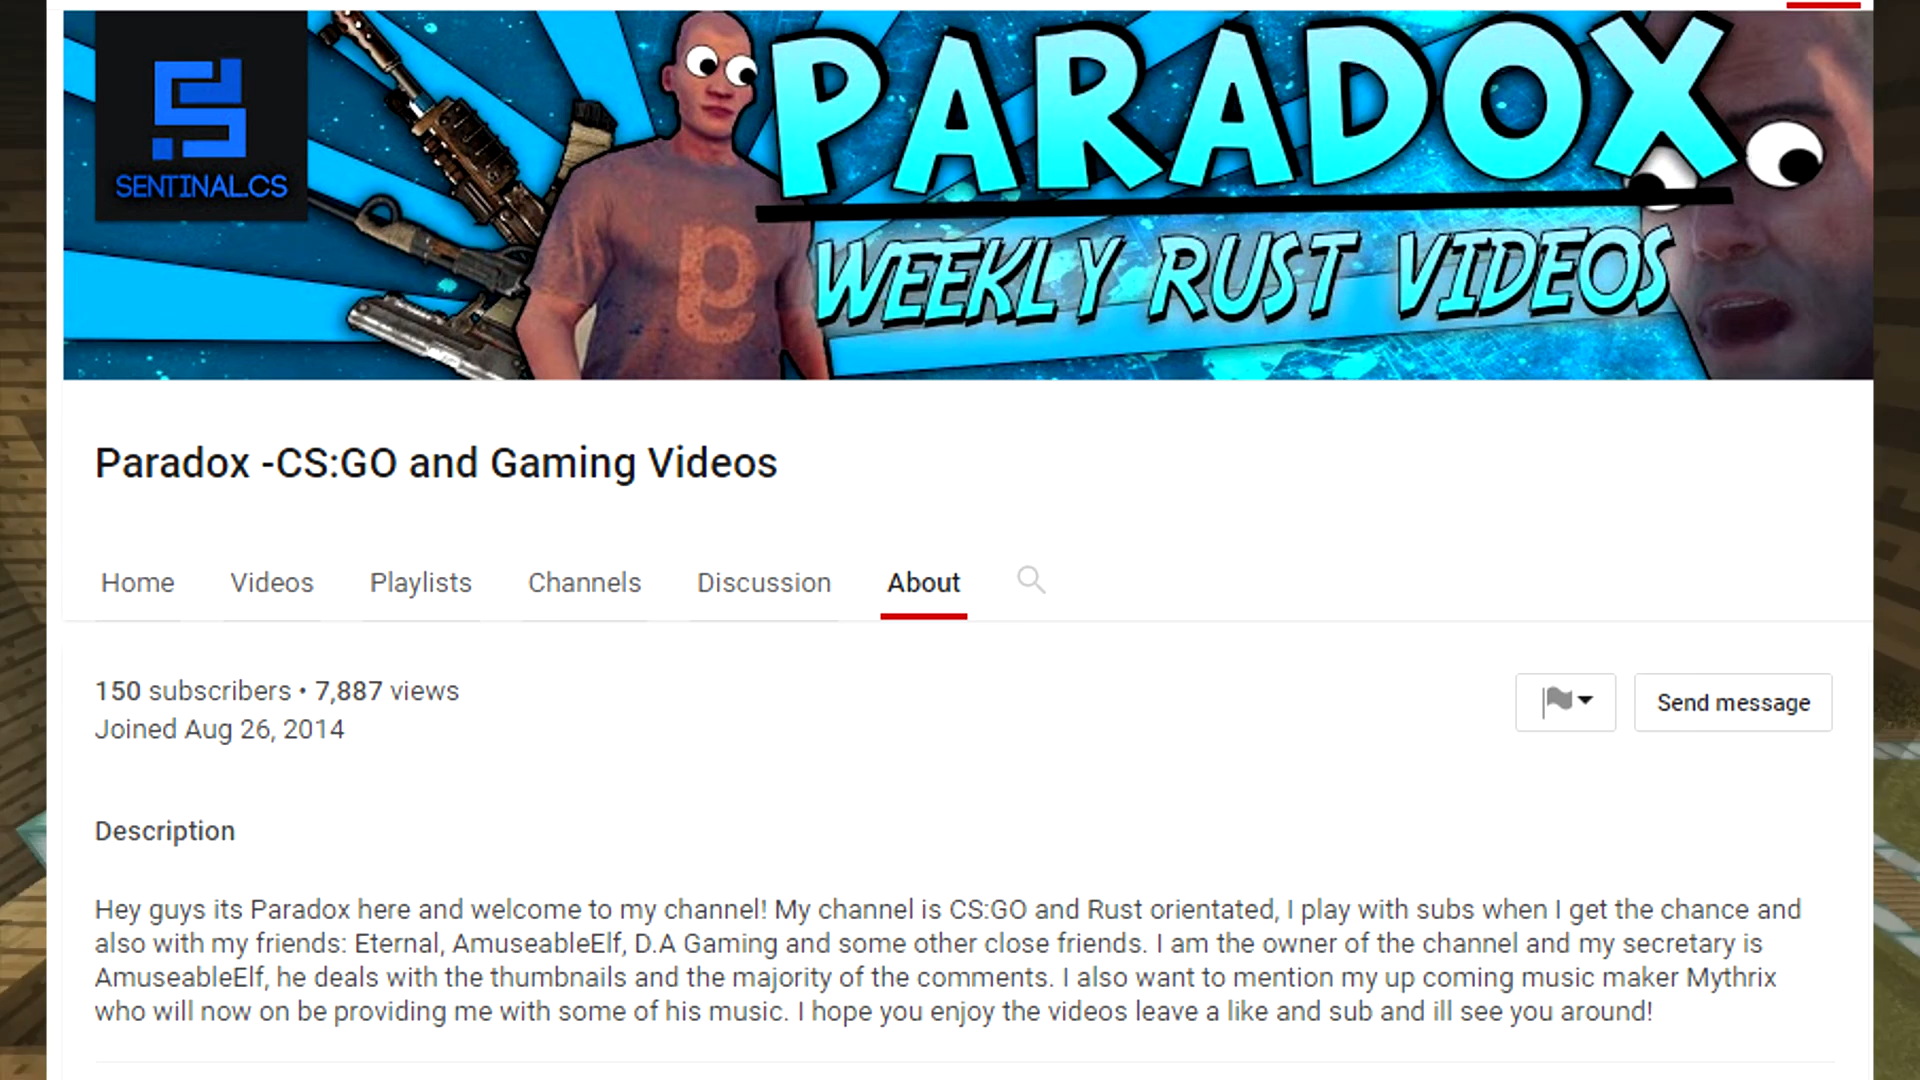 SENTINAL.CS
PARADOX
WEEKLY RUST VIDEOS
Paradox -CS:GO and Gaming Videos
Home Videos Playlists Channels Discussion About
150 subscribers • 7,887 views
Joined Aug 26, 2014
Send message
Description
Hey guys its Paradox here and welcome to my channel! My channel is CS:GO and Rust orientated, I play with subs when I get the chance and
also with my friends: Eternal, AmuseableElf, D.A Gaming and some other close friends. I am the owner of the channel and my secretary is
AmuseableElf, he deals with the thumbnails and the majority of the comments. I also want to mention my up coming music maker Mythrix
who will now on be providing me with some of his music. I hope you enjoy the videos leave a like and sub and ill see you around!